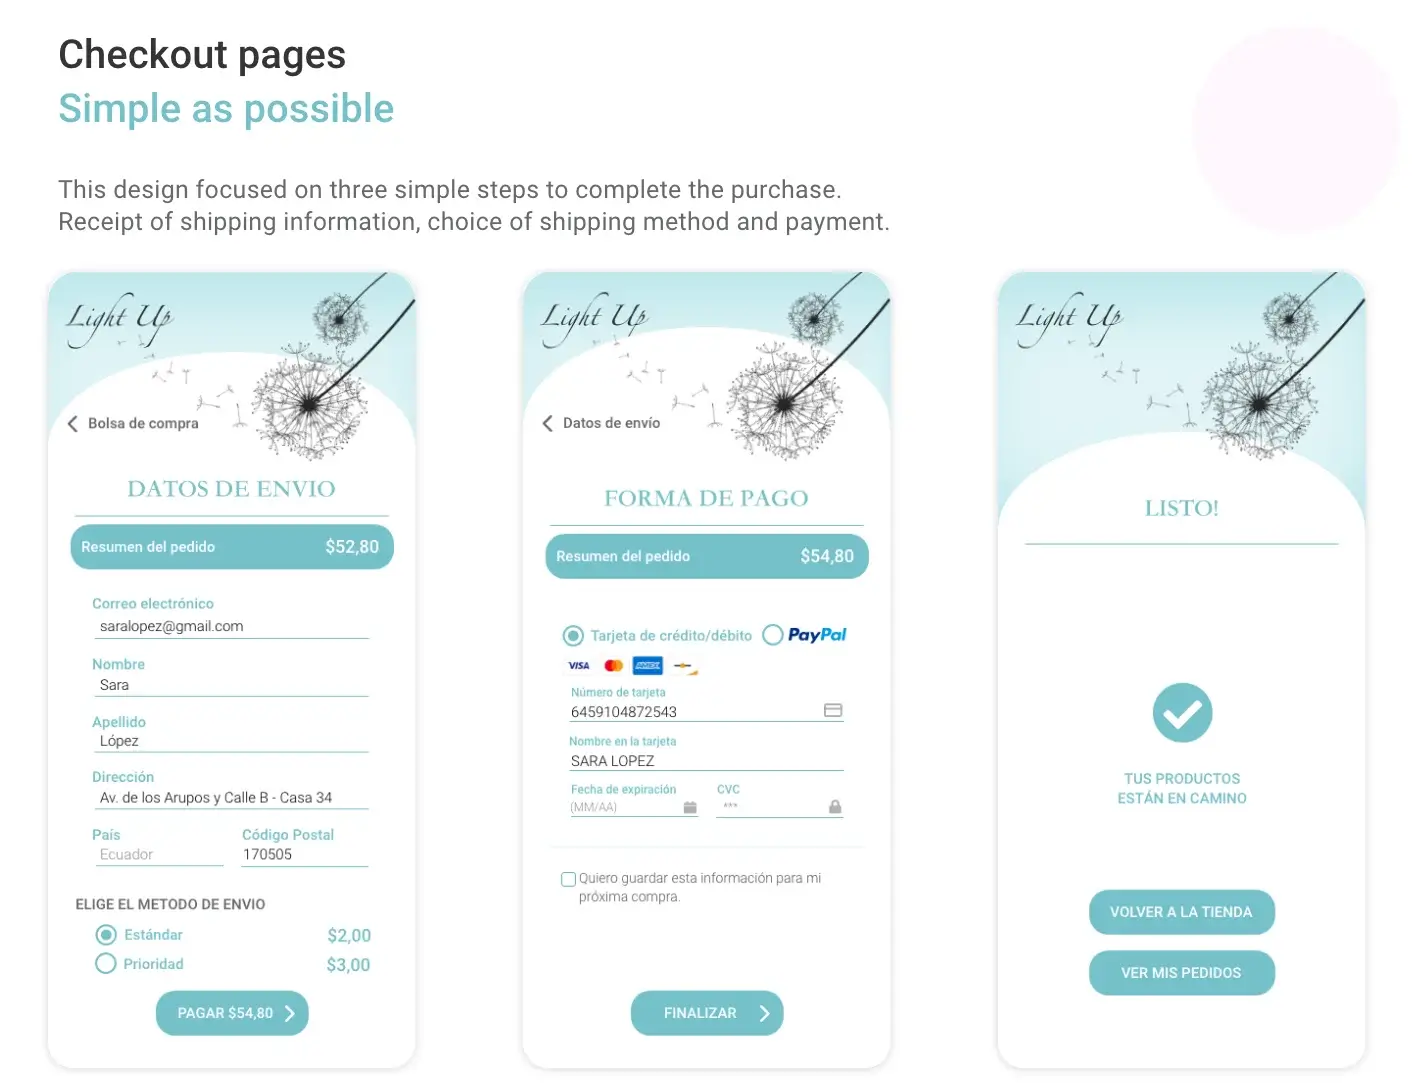 Checkout pages
Simple as possible
This design focused on three simple steps to complete the purchase.
Receipt of shipping information, choice of shipping method and payment.
Light Up
Bolsa de compra
DATOS DE ENVIO
Resumen del pedido $52,80
Correo electrónico
saralopez@gmail.com
Nombre
Sara
Apellido
López
Dirección
Av. de los Arupos y Calle B - Casa 34
País Código Postal
Ecuador 170505
ELIGE EL METODO DE ENVIO
Estándar $2,00
Prioridad $3,00
PAGAR $54,80
Light Up
Datos de envío
FORMA DE PAGO
Resumen del pedido $54,80
Tarjeta de crédito/débito PayPal
VISA AMEX
Número de tarjeta
6459104872543
Nombre en la tarjeta
SARA LOPEZ
Fecha de expiración CVC
(MM/AA) ***
Quiero guardar esta información para mi
próxima compra.
FINALIZAR
Light Up
LISTO!
TUS PRODUCTOS
ESTÁN EN CAMINO
VOLVER A LA TIENDA
VER MIS PEDIDOS